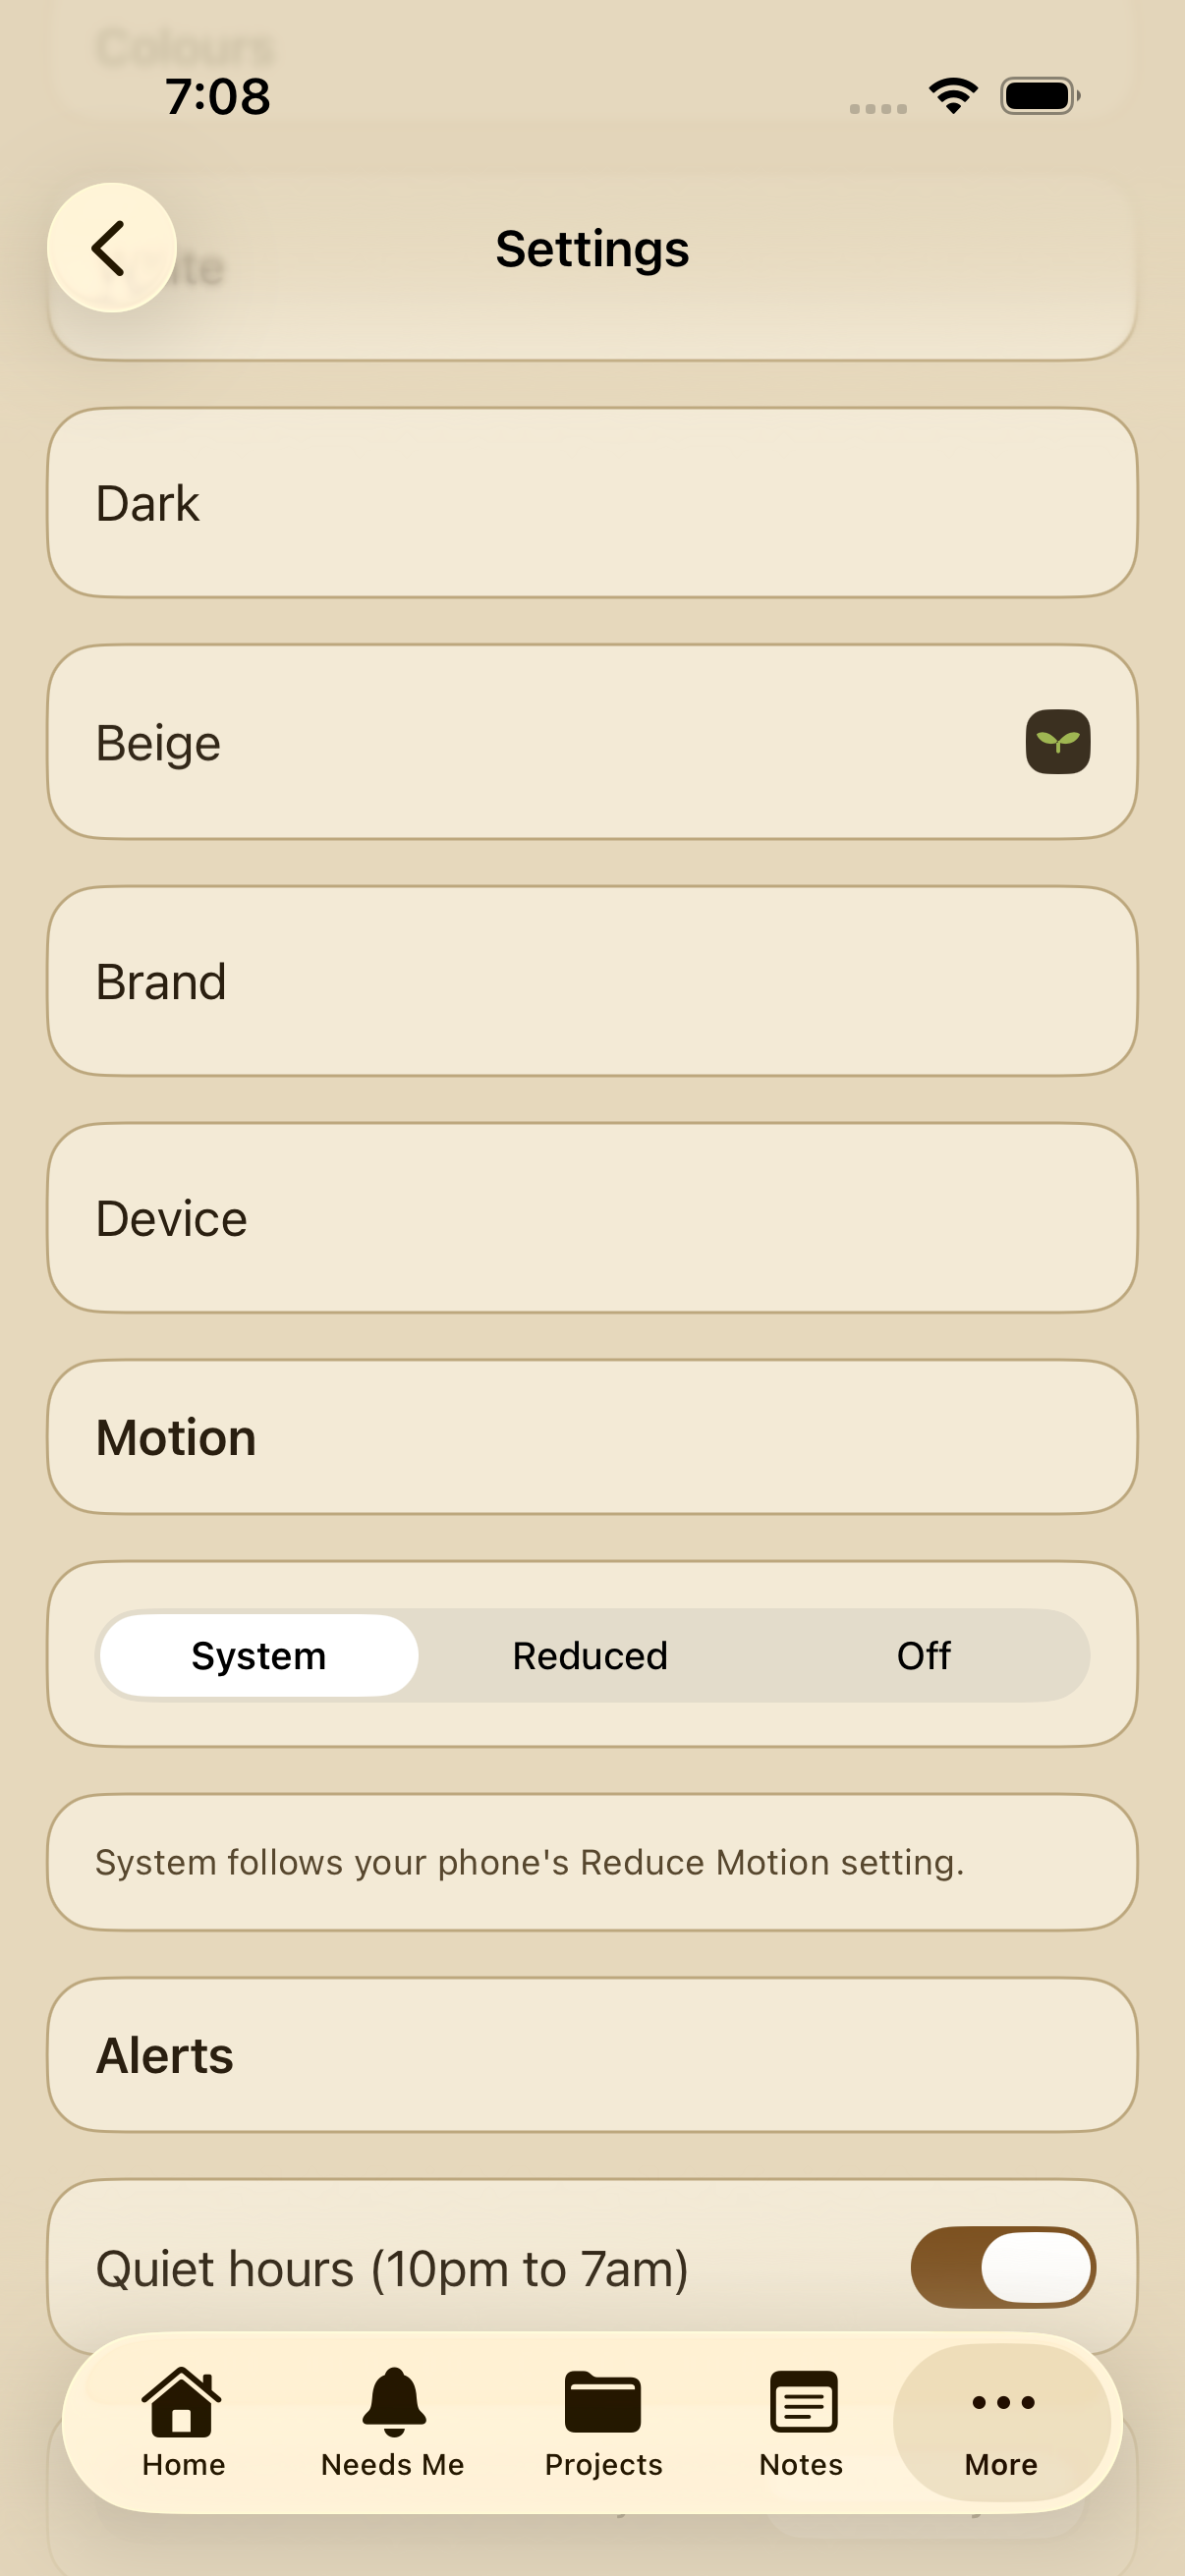 Colours
7:08
Settings
Dark
Beige
Brand
Device
Motion
System Reduced Off
System follows your phone's Reduce Motion setting.
Alerts
Quiet hours (10pm to 7am)
Home Needs Me Projects Notes More